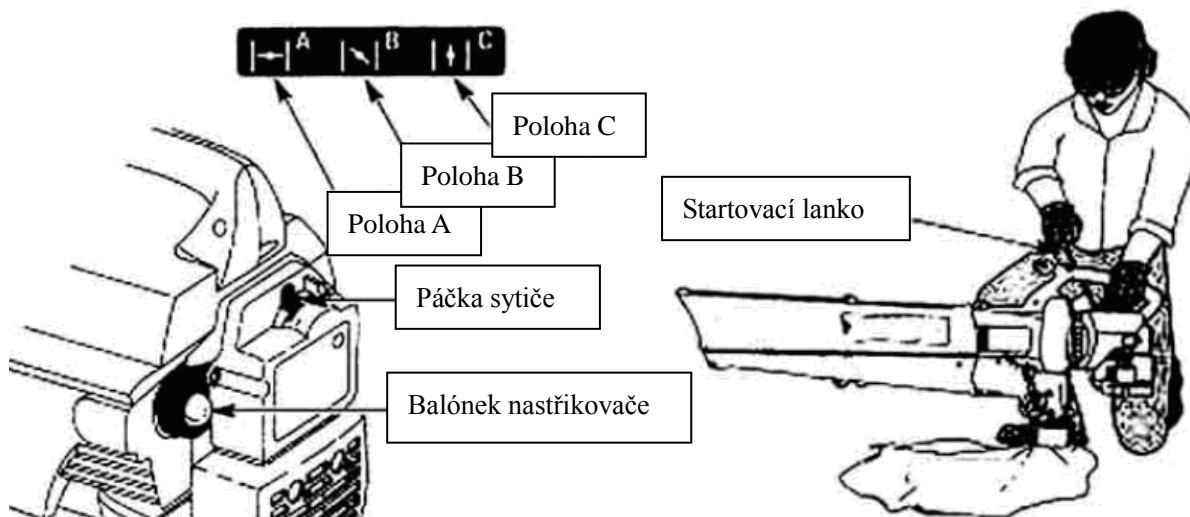 A B C
Poloha C
Poloha B
Poloha A
Startovací lanko
Páčka sytiče
Balónek nastřikovače